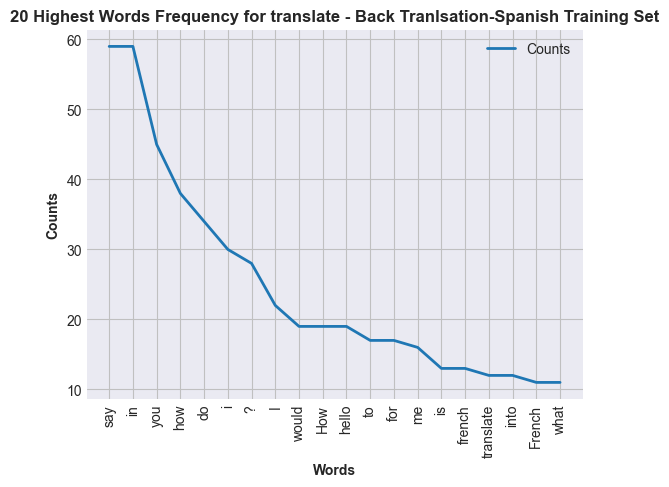 20 Highest Words Frequency for translate - Back Tranlsation-Spanish Training Set
Counts
60
50
40
30
20
10
Counts
say
in
you
how
do
i
?
I
would
How
hello
to
for
me
is
french
translate
into
French
what
Words